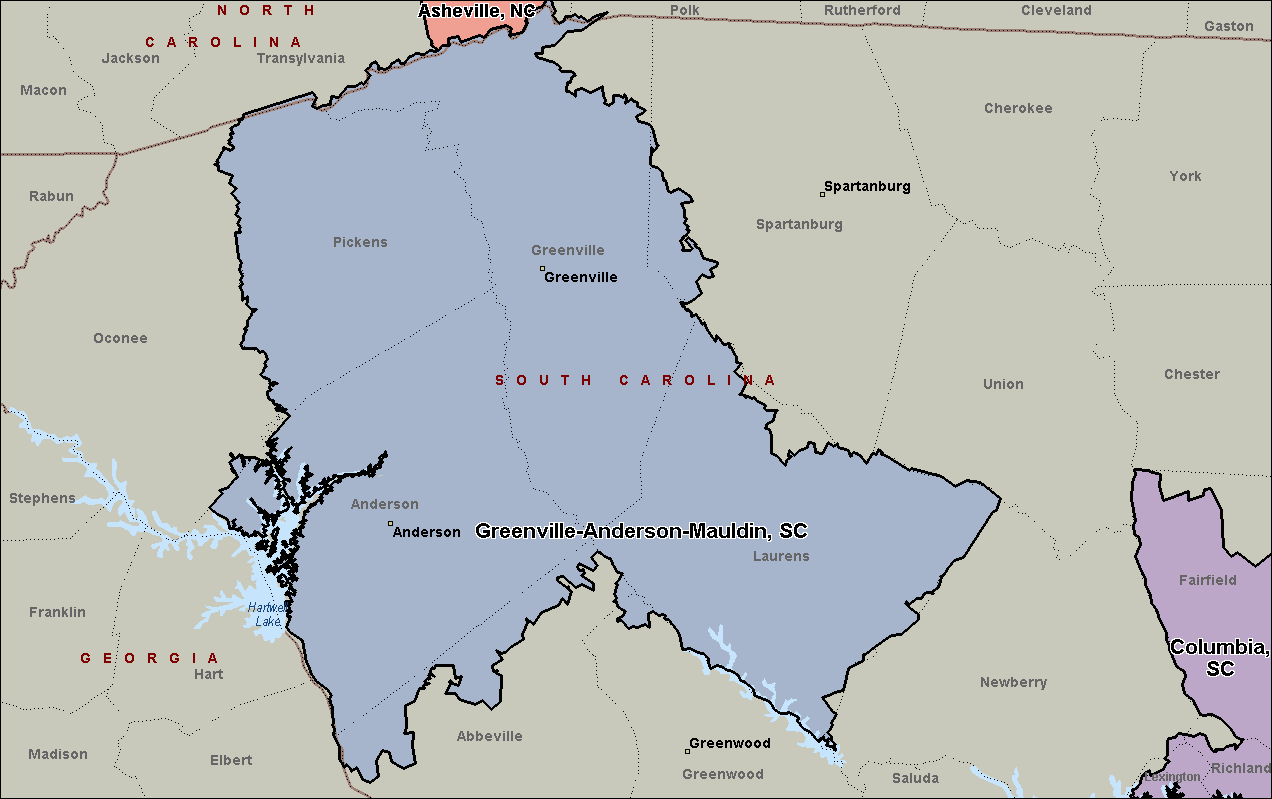 NORTH
CAROLINA
Asheville, NC
Polk
Rutherford
Cleveland
Gaston
Jackson
Transylvania
Macon
Cherokee
York
Rabun
Spartanburg
Spartanburg
Pickens
Greenville
Greenville
Oconee
SOUTH CAROLINA
Union
Chester
Stephens
Anderson
Anderson
Greenville-Anderson-Mauldin, SC
Laurens
Fairfield
Franklin
Hartwell
Lake
GEORGIA
Hart
Columbia,
SC
Newberry
Abbeville
Greenwood
Greenwood
Madison
Elbert
Saluda
Lexington
Richland